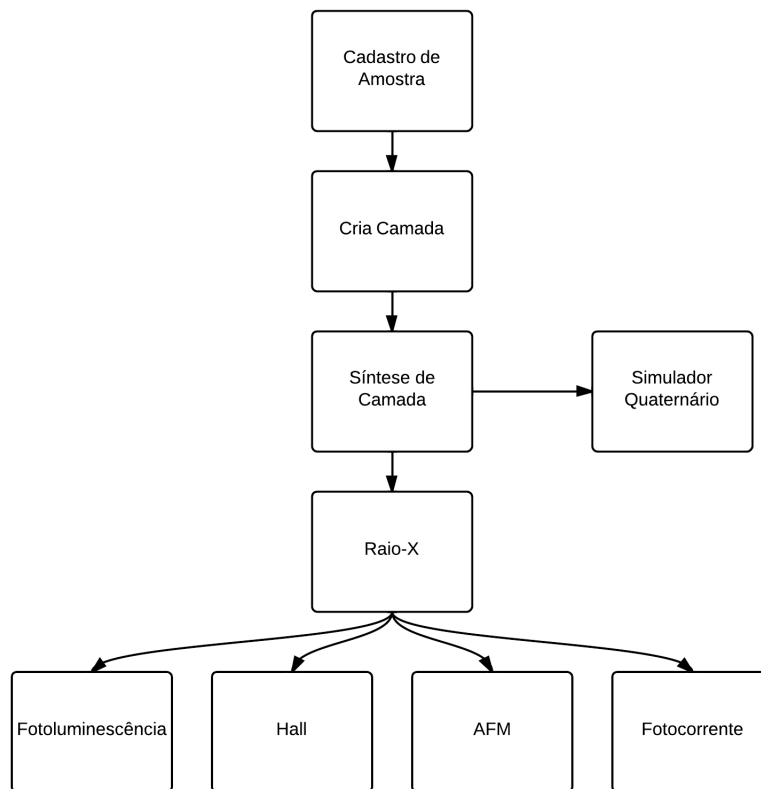 Cadastro de
Amostra
Cria Camada
Síntese de
Camada
Simulador
Quaternário
Raio-X
Fotoluminescência
Hall
AFM
Fotocorrente